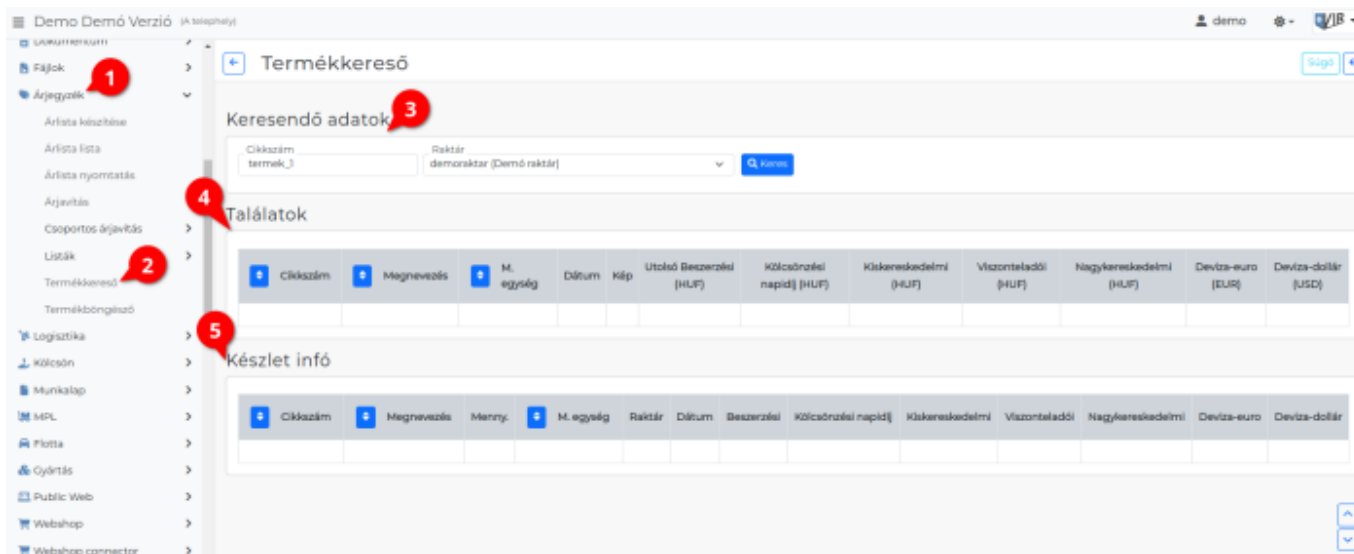 Demo Demó Verzió (A telephely)
demo
VIR
Dokumentum
Fájlok
1
Árjegyzék
Árlista készítése
Árlista lista
Árlista nyomtatás
Árjavítás
Csoportos árjavítás
Listák
2
Termékkereső
Termékböngésző
Logisztika
Kölcsön
Munkalap
MPL
Flotta
Gyártás
Public Web
Webshop
Webshop connector
Termékkereső
Súgó
Keresendő adatok
3
Cikkszám Raktár
termek_1 demoraktar (Demó raktár) Keres
4
Találatok
Cikkszám Megnevezés M. egység Dátum Kép Utolsó Beszerzési (HUF) Kölcsönzési napidíj (HUF) Kiskereskedelmi (HUF) Viszonteladói (HUF) Nagykereskedelmi (HUF) Deviza-euro (EUR) Deviza-dollár (USD)
5
Készlet infó
Cikkszám Megnevezés Menny. M. egység Raktár Dátum Beszerzési Kölcsönzési napidíj Kiskereskedelmi Viszonteladói Nagykereskedelmi Deviza-euro Deviza-dollár